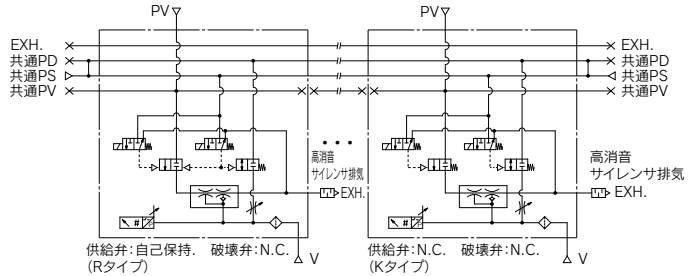 PV
PV
EXH.
共通PD
共通PS
共通PV
EXH.
共通PD
共通PS
共通PV
高消音
サイレンサ排気
EXH.
高消音
サイレンサ排気
EXH.
#
#
供給弁:自己保持.
(Rタイプ)
破壊弁:N.C.
V
供給弁:N.C.
(Kタイプ)
破壊弁:N.C.
V